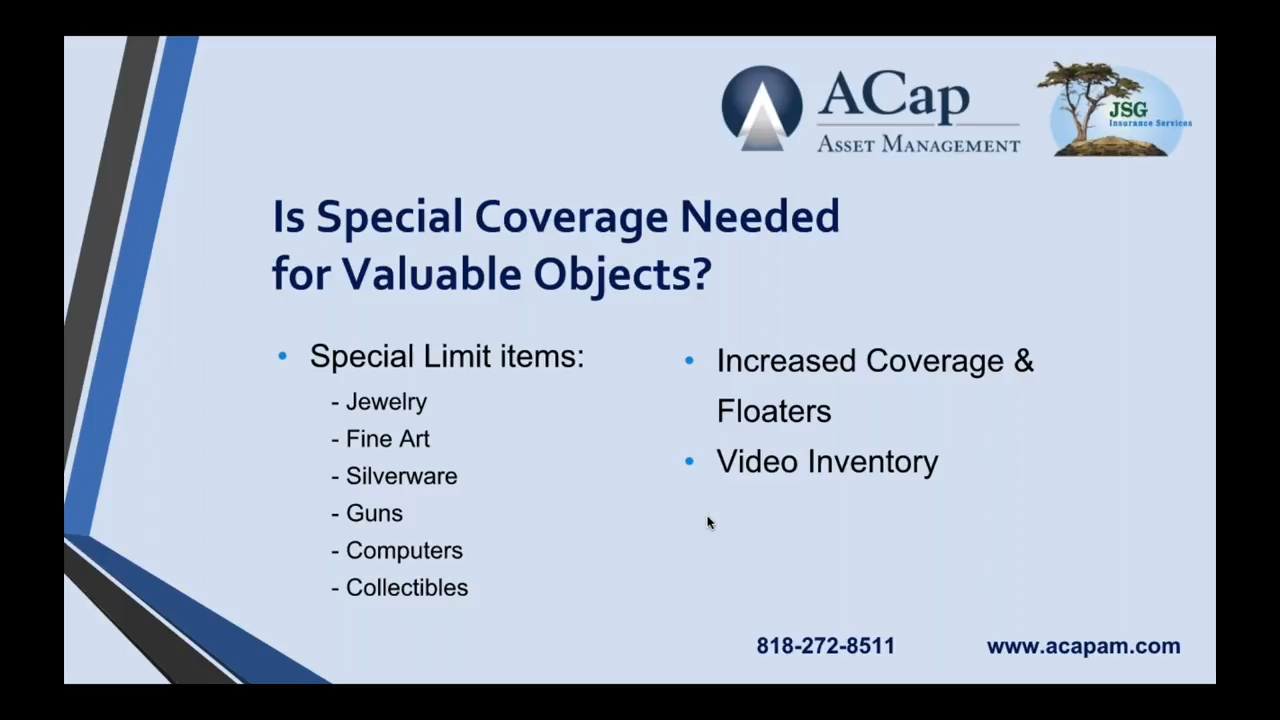 ACap
ASSET MANAGEMENT
JSG
Insurance Services
Is Special Coverage Needed
for Valuable Objects?
• Special Limit items:
- Jewelry
- Fine Art
- Silverware
- Guns
- Computers
- Collectibles
• Increased Coverage &
Floaters
• Video Inventory
818-272-8511
www.acapam.com